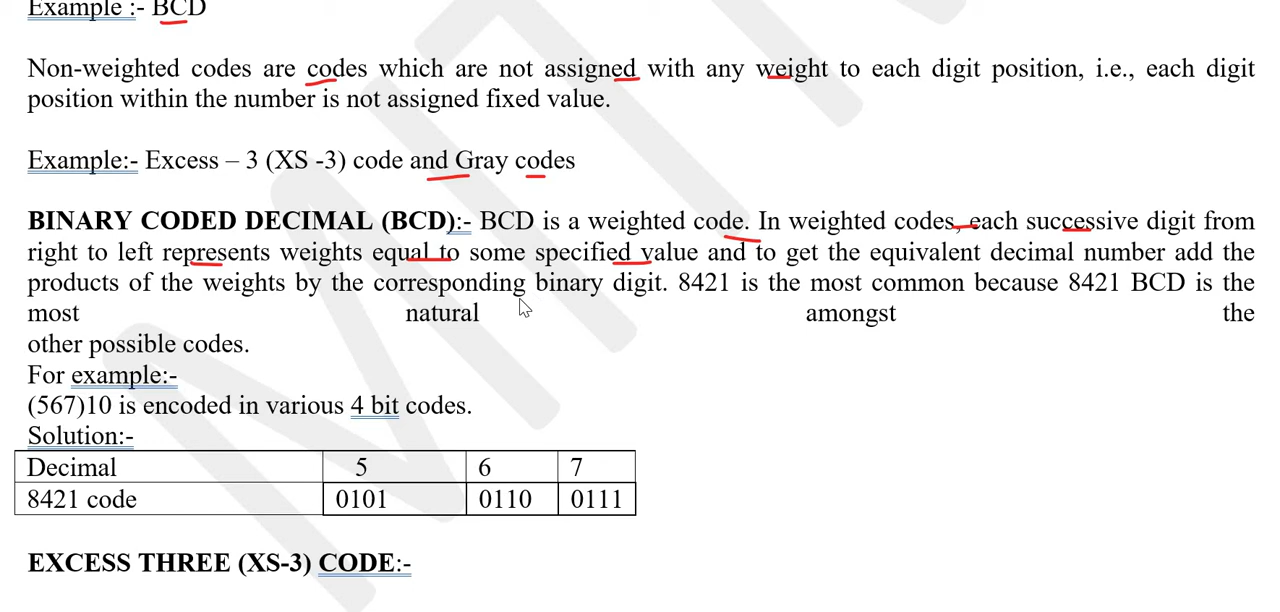 Example :- BCD
Non-weighted codes are codes which are not assigned with any weight to each digit position, i.e., each digit
position within the number is not assigned fixed value.
Example:- Excess – 3 (XS -3) code and Gray codes
BINARY CODED DECIMAL (BCD):- BCD is a weighted code. In weighted codes, each successive digit from
right to left represents weights equal to some specified value and to get the equivalent decimal number add the
products of the weights by the corresponding binary digit. 8421 is the most common because 8421 BCD is the
most natural amongst the
other possible codes.
For example:-
(567)10 is encoded in various 4 bit codes.
Solution:-
Decimal 5 6 7
8421 code 0101 0110 0111
EXCESS THREE (XS-3) CODE:-